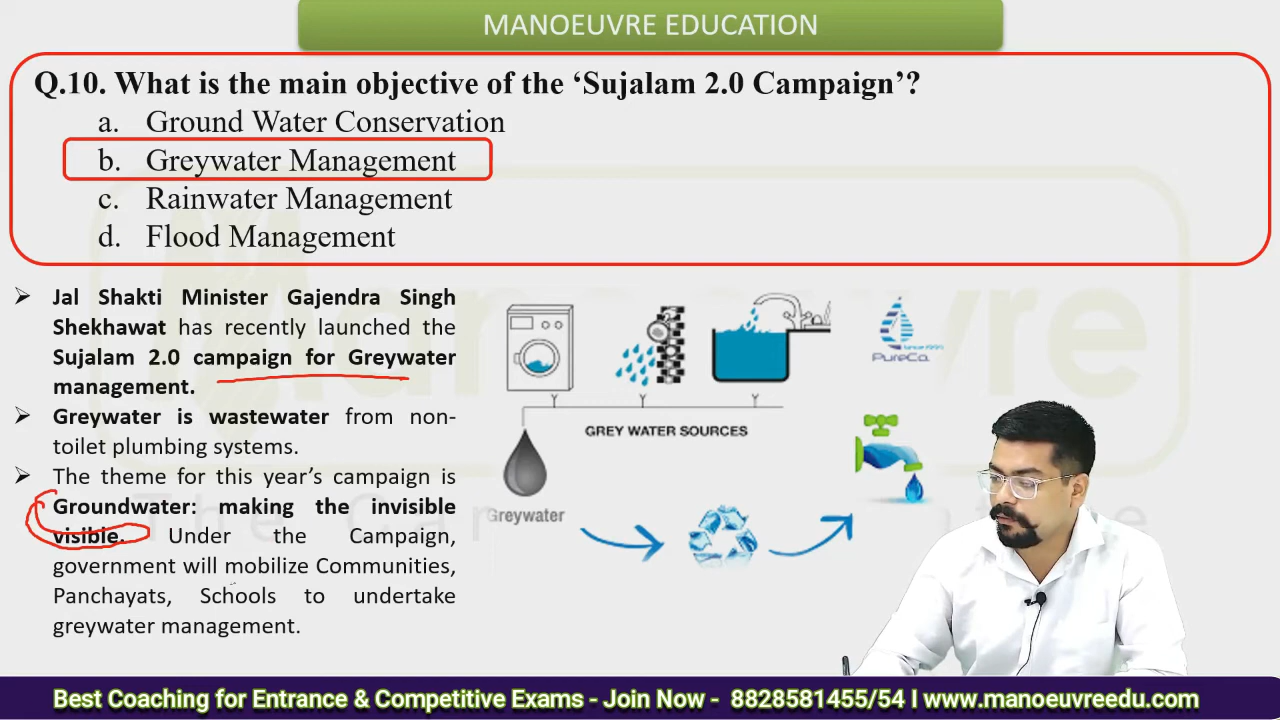 MANOEUVRE EDUCATION
Q.10. What is the main objective of the ‘Sujalam 2.0 Campaign’?
a. Ground Water Conservation
b. Greywater Management
c. Rainwater Management
d. Flood Management
➢ Jal Shakti Minister Gajendra Singh
Shekhawat has recently launched the
Sujalam 2.0 campaign for Greywater
management.
➢ Greywater is wastewater from non-
toilet plumbing systems.
➢ The theme for this year’s campaign is
Groundwater: making the invisible
visible. Under the Campaign,
government will mobilize Communities,
Panchayats, Schools to undertake
greywater management.
PureCo.
GREY WATER SOURCES
Greywater
Best Coaching for Entrance & Competitive Exams - Join Now - 8828581455/54 I www.manoeuvreedu.com